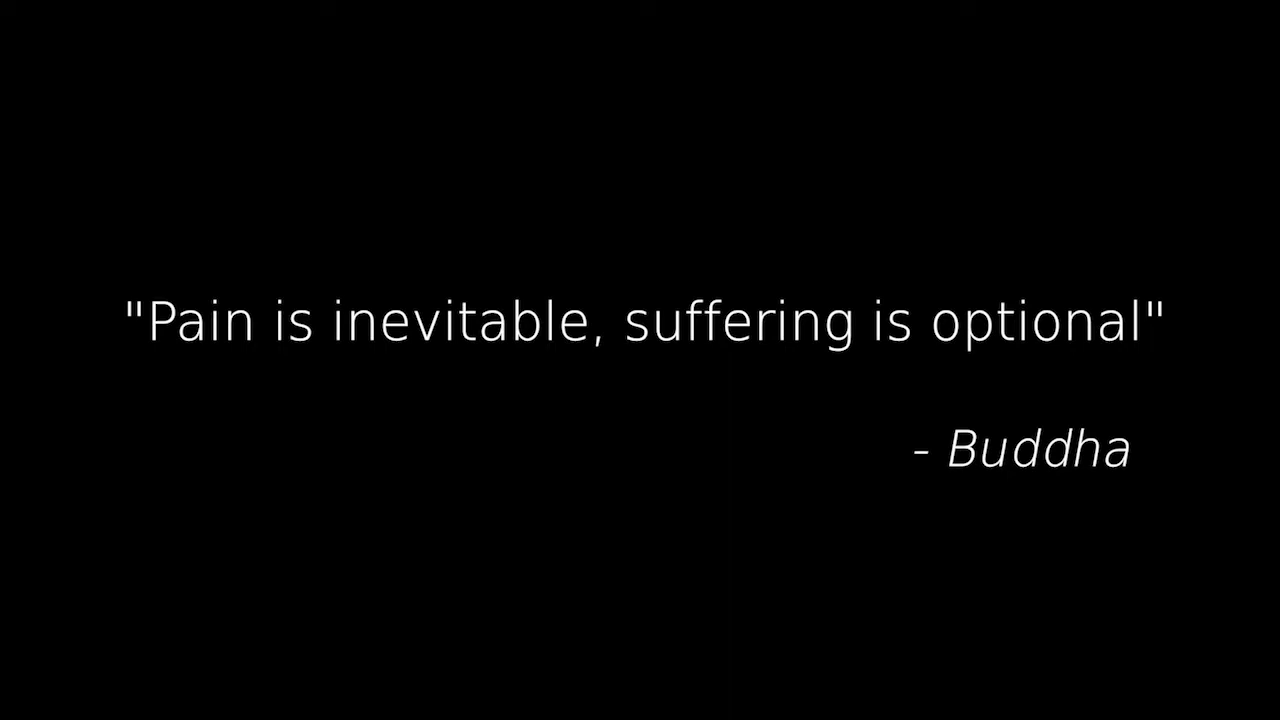 "Pain is inevitable, suffering is optional"
- Buddha